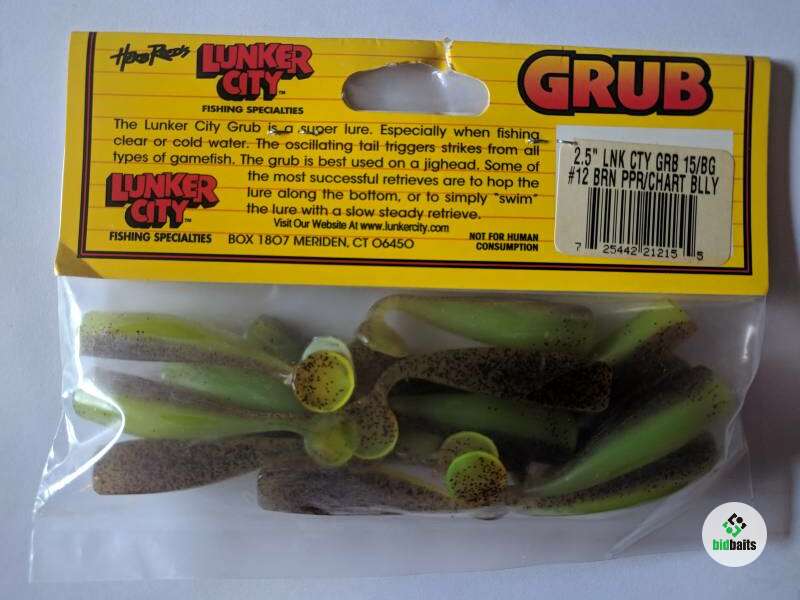 Herb Reed's
LUNKER
CITY™
FISHING SPECIALTIES
GRUB
The Lunker City Grub is a super lure. Especially when fishing
clear or cold water. The oscillating tail triggers strikes from all
types of gamefish. The grub is best used on a jighead. Some of
the most successful retrieves are to hop the
lure along the bottom, or to simply "swim"
the lure with a slow steady retrieve.
LUNKER
CITY™
FISHING SPECIALTIES
Visit Our Website At www.lunkercity.com
BOX 1807 MERIDEN, CT 06450
NOT FOR HUMAN
CONSUMPTION
2.5" LNK CTY GRB 15/BG
#12 BRN PPR/CHART BLLY
7 25442 21215 5
bidbaits